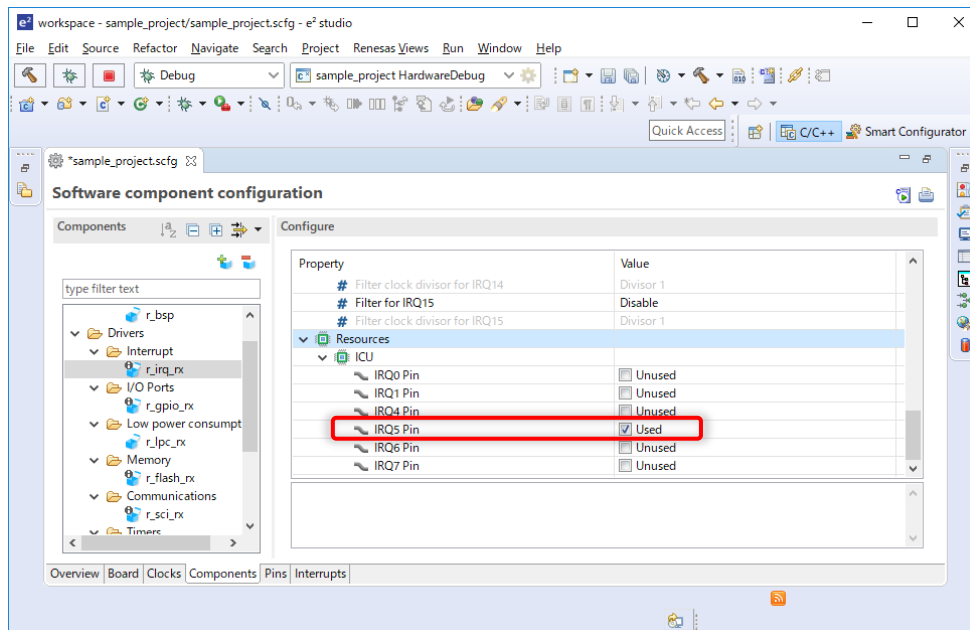 e² workspace - sample_project/sample_project.scfg - e² studio
File Edit Source Refactor Navigate Search Project Renesas Views Run Window Help
Debug sample_project HardwareDebug
Quick Access C/C++ Smart Configurator
*sample_project.scfg
Software component configuration
Components Configure
type filter text
r_bsp
Drivers
Interrupt
r_irq_rx
I/O Ports
r_gpio_rx
Low power consumpt
r_lpc_rx
Memory
r_flash_rx
Communications
r_sci_rx
Timers
Property Value
# Filter clock divisor for IRQ14 Divisor 1
# Filter for IRQ15 Disable
# Filter clock divisor for IRQ15 Divisor 1
Resources
ICU
IRQ0 Pin Unused
IRQ1 Pin Unused
IRQ4 Pin Unused
IRQ5 Pin Used
IRQ6 Pin Unused
IRQ7 Pin Unused
Overview Board Clocks Components Pins Interrupts